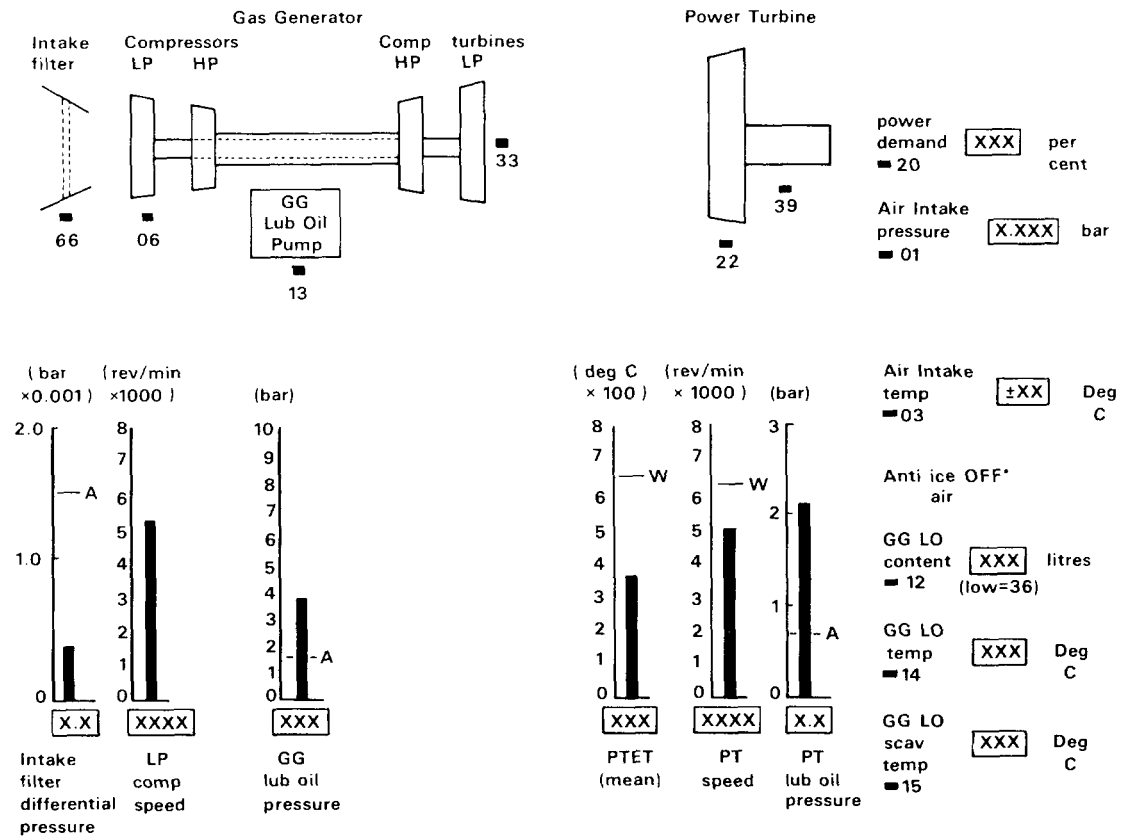 Gas Generator
Power Turbine
Intake
filter
Compressors
LP HP
Comp turbines
HP LP
66
06
GG
Lub Oil
Pump
13
33
22
39
power
demand XXX per
20 cent
Air Intake
pressure X.XXX bar
01
(bar
×0.001)
2.0
A
1.0
0
X.X
Intake
filter
differential
pressure
(rev/min
×1000)
8
7
6
5
4
3
2
1
0
XXXX
LP
comp
speed
(bar)
10
9
8
7
6
5
4
3
2
A
1
0
XXX
GG
lub oil
pressure
(deg C
× 100)
8
7
W
6
5
4
3
2
1
0
XXX
PTET
(mean)
(rev/min
× 1000)
8
7
W
6
5
4
3
2
1
0
XXXX
PT
speed
(bar)
3
2
1
A
0
X.X
PT
lub oil
pressure
Air Intake
temp ±XX Deg
03 C
Anti ice OFF*
air
GG LO
content XXX litres
12 (low=36)
GG LO
temp XXX Deg
14 C
GG LO
scav XXX Deg
temp C
15